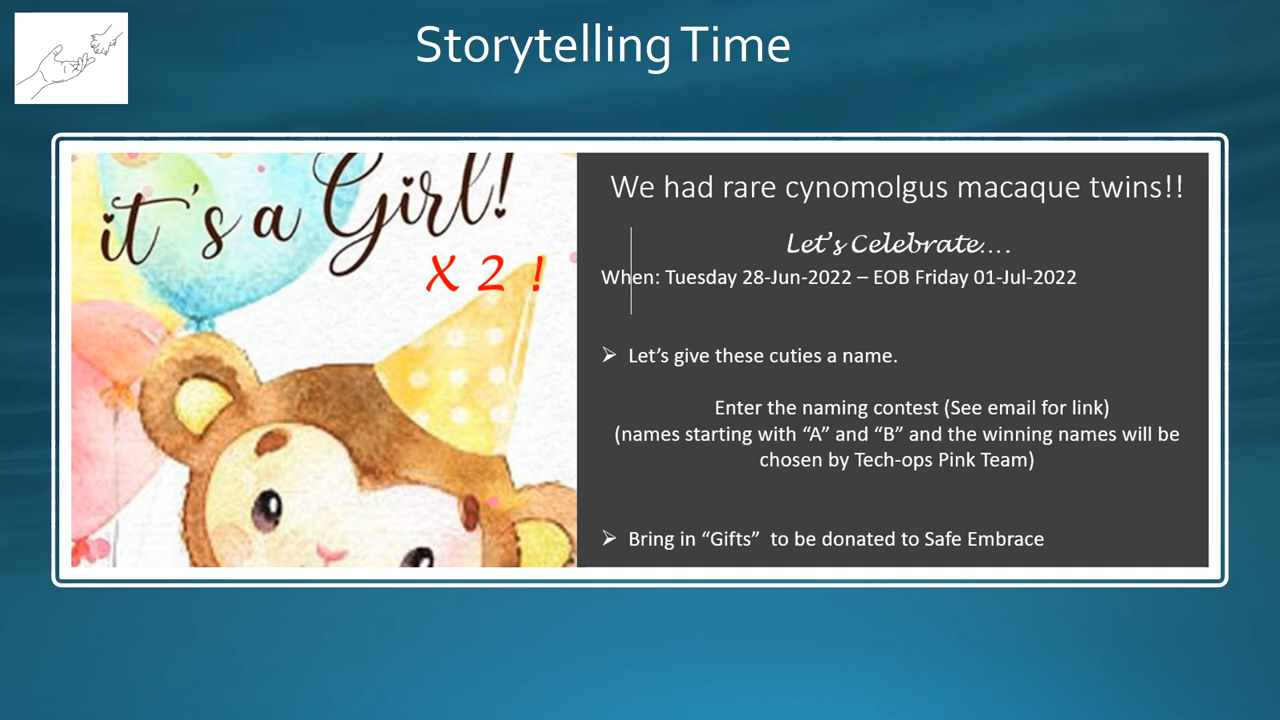 Storytelling Time
it's a Girl!
X 2 !
We had rare cynomolgus macaque twins!!
Let's Celebrate....
When: Tuesday 28-Jun-2022 – EOB Friday 01-Jul-2022
➢ Let's give these cuties a name.
Enter the naming contest (See email for link)
(names starting with “A” and “B” and the winning names will be
chosen by Tech-ops Pink Team)
➢ Bring in “Gifts” to be donated to Safe Embrace